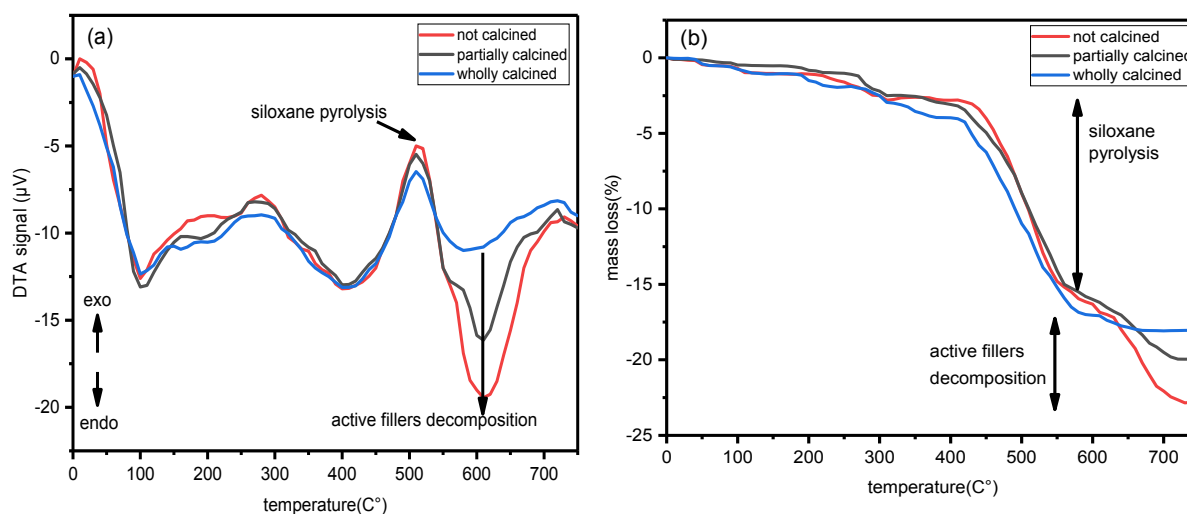 (a)
not calcined
partially calcined
wholly calcined
siloxane pyrolysis
exo
endo
active fillers decomposition
0
-5
-10
-15
-20
DTA signal (µV)
0 100 200 300 400 500 600 700
temperature(C°)
(b)
not calcined
partially calcined
wholly calcined
siloxane
pyrolysis
active fillers
decomposition
0
-5
-10
-15
-20
-25
mass loss(%)
0 100 200 300 400 500 600 700
temperature(C°)